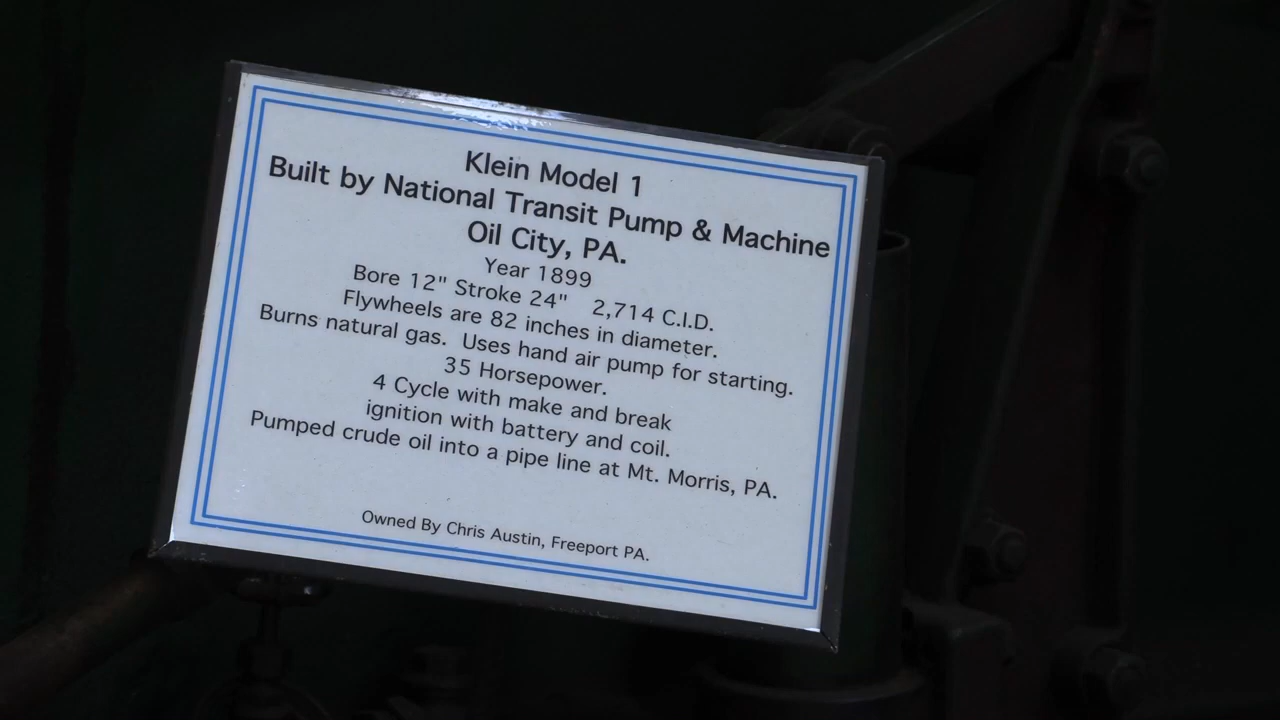 Klein Model 1
Built by National Transit Pump & Machine
Oil City, PA.
Year 1899
Bore 12" Stroke 24" 2,714 C.I.D.
Flywheels are 82 inches in diameter.
Burns natural gas. Uses hand air pump for starting.
35 Horsepower.
4 Cycle with make and break
ignition with battery and coil.
Pumped crude oil into a pipe line at Mt. Morris, PA.
Owned By Chris Austin, Freeport PA.